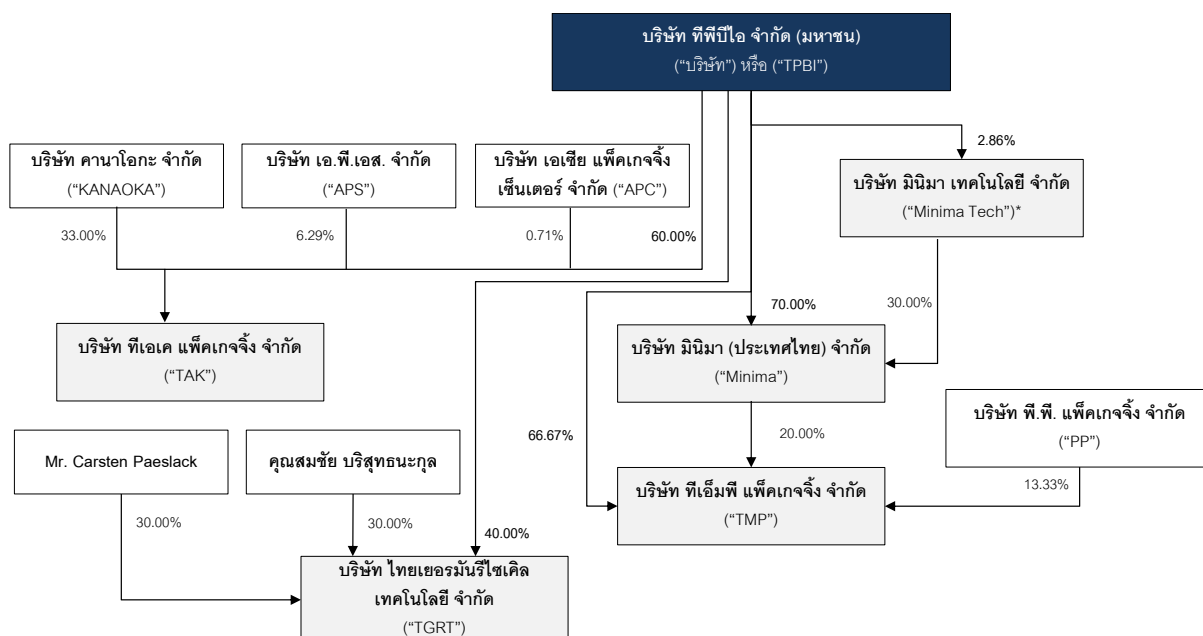 บริษัท ทีพีบีไอ จำกัด (มหาชน)
(“บริษัท”) หรือ (“TPBI”)
2.86%
บริษัท คานาโอกะ จำกัด
(“KANAOKA”)
บริษัท เอ.พี.เอส. จำกัด
(“APS”)
บริษัท เอเซีย แพ็คเกจจิ้ง
เซ็นเตอร์ จำกัด (“APC”)
บริษัท มินิมา เทคโนโลยี จำกัด
(“Minima Tech”)*
33.00%
6.29%
0.71%
60.00%
70.00%
30.00%
บริษัท ทีเอเค แพ็คเกจจิ้ง จำกัด
(“TAK”)
บริษัท มินิมา (ประเทศไทย) จำกัด
(“Minima”)
66.67%
20.00%
บริษัท พี.พี. แพ็คเกจจิ้ง จำกัด
(“PP”)
Mr. Carsten Paeslack
คุณสมชัย บริสุทธนะกุล
บริษัท ทีเอ็มพี แพ็คเกจจิ้ง จำกัด
(“TMP”)
13.33%
30.00%
30.00%
40.00%
บริษัท ไทยเยอรมันรีไซเคิล
เทคโนโลยี จำกัด
(“TGRT”)